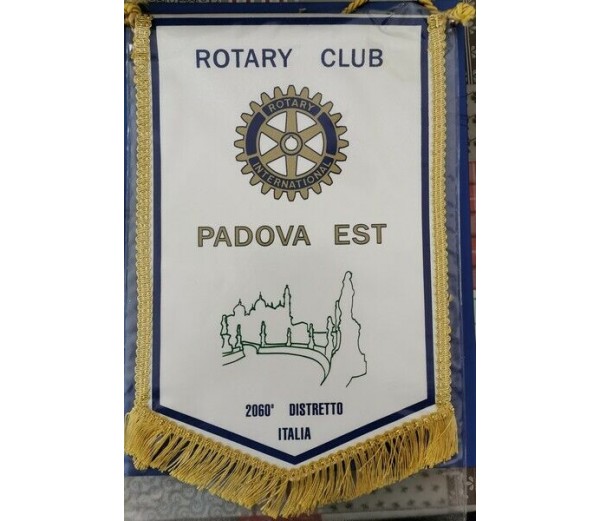 ROTARY CLUB
ROTARY
INTERNATIONAL
PADOVA EST
2060° DISTRETTO
ITALIA